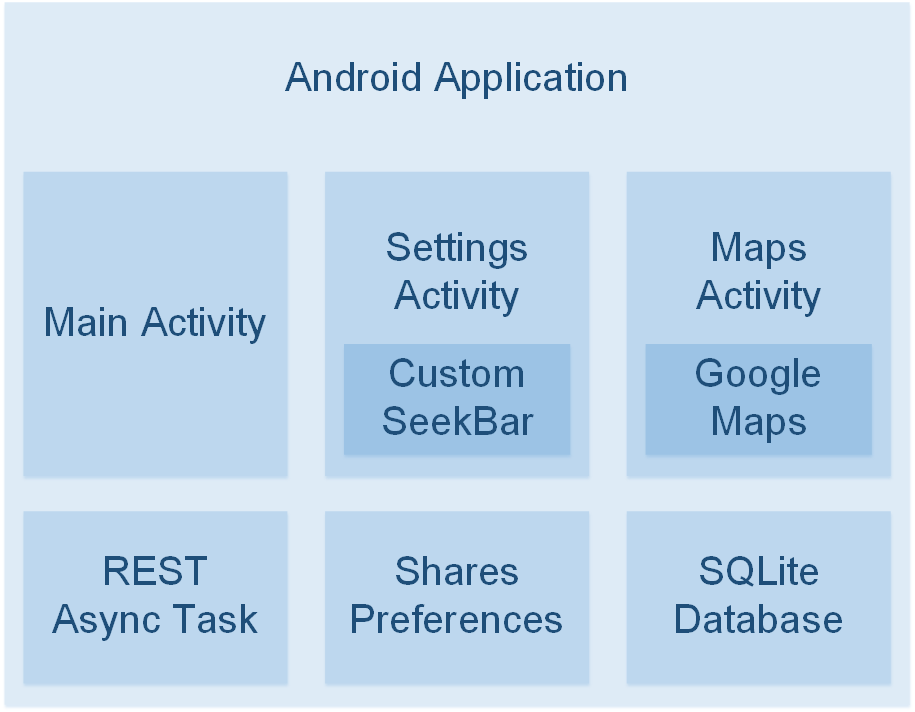 Android Application
Main Activity
Settings
Activity
Custom
SeekBar
Maps
Activity
Google
Maps
REST
Async Task
Shares
Preferences
SQLite
Database